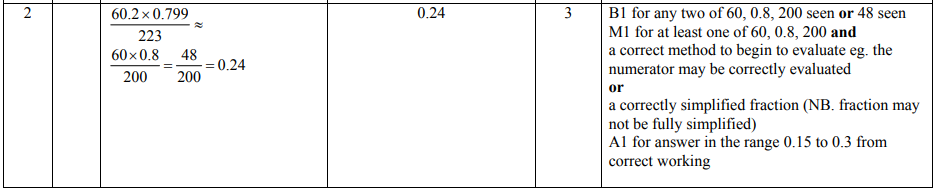 2
60.2 × 0.799 / 223 ≈
60 × 0.8 / 200 = 48 / 200 = 0.24
0.24
3
B1 for any two of 60, 0.8, 200 seen or 48 seen
M1 for at least one of 60, 0.8, 200 and
a correct method to begin to evaluate eg. the
numerator may be correctly evaluated
or
a correctly simplified fraction (NB. fraction may
not be fully simplified)
A1 for answer in the range 0.15 to 0.3 from
correct working